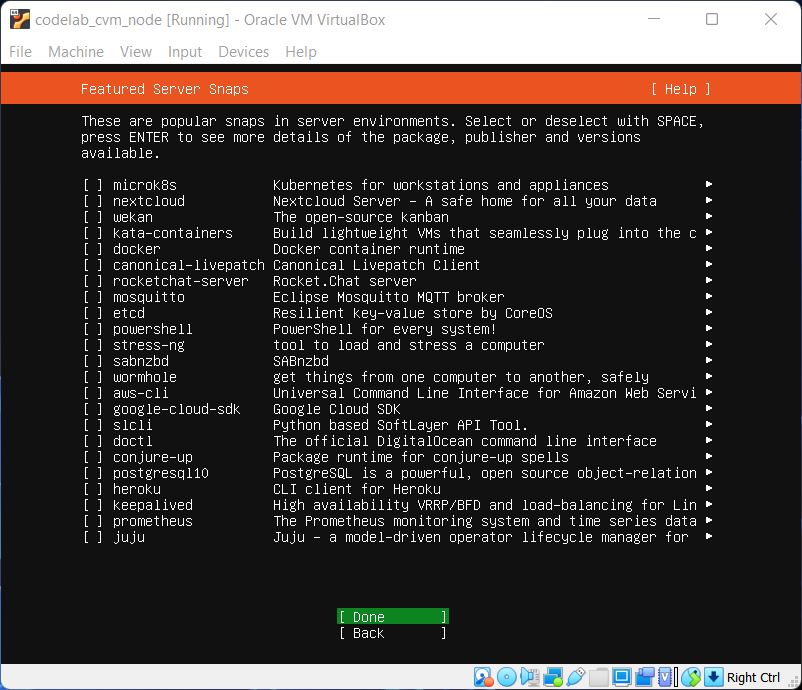 codelab_cvm_node [Running] - Oracle VM VirtualBox
File Machine View Input Devices Help
Featured Server Snaps [ Help ]
These are popular snaps in server environments. Select or deselect with SPACE,
press ENTER to see more details of the package, publisher and versions
available.
[ ] microk8s Kubernetes for workstations and appliances ►
[ ] nextcloud Nextcloud Server - A safe home for all your data ►
[ ] wekan The open-source kanban ►
[ ] kata-containers Build lightweight VMs that seamlessly plug into the c ►
[ ] docker Docker container runtime ►
[ ] canonical-livepatch Canonical Livepatch Client ►
[ ] rocketchat-server Rocket.Chat server ►
[ ] mosquitto Eclipse Mosquitto MQTT broker ►
[ ] etcd Resilient key-value store by CoreOS ►
[ ] powershell PowerShell for every system! ►
[ ] stress-ng tool to load and stress a computer ►
[ ] sabnzbd SABnzbd ►
[ ] wormhole get things from one computer to another, safely ►
[ ] aws-cli Universal Command Line Interface for Amazon Web Servi ►
[ ] google-cloud-sdk Google Cloud SDK ►
[ ] slcli Python based SoftLayer API Tool. ►
[ ] doctl The official DigitalOcean command line interface ►
[ ] conjure-up Package runtime for conjure-up spells ►
[ ] postgresql10 PostgreSQL is a powerful, open source object-relation ►
[ ] heroku CLI client for Heroku ►
[ ] keepalived High availability VRRP/BFD and load-balancing for Lin ►
[ ] prometheus The Prometheus monitoring system and time series data ►
[ ] juju Juju - a model-driven operator lifecycle manager for ►
[ Done ]
[ Back ]
Right Ctrl